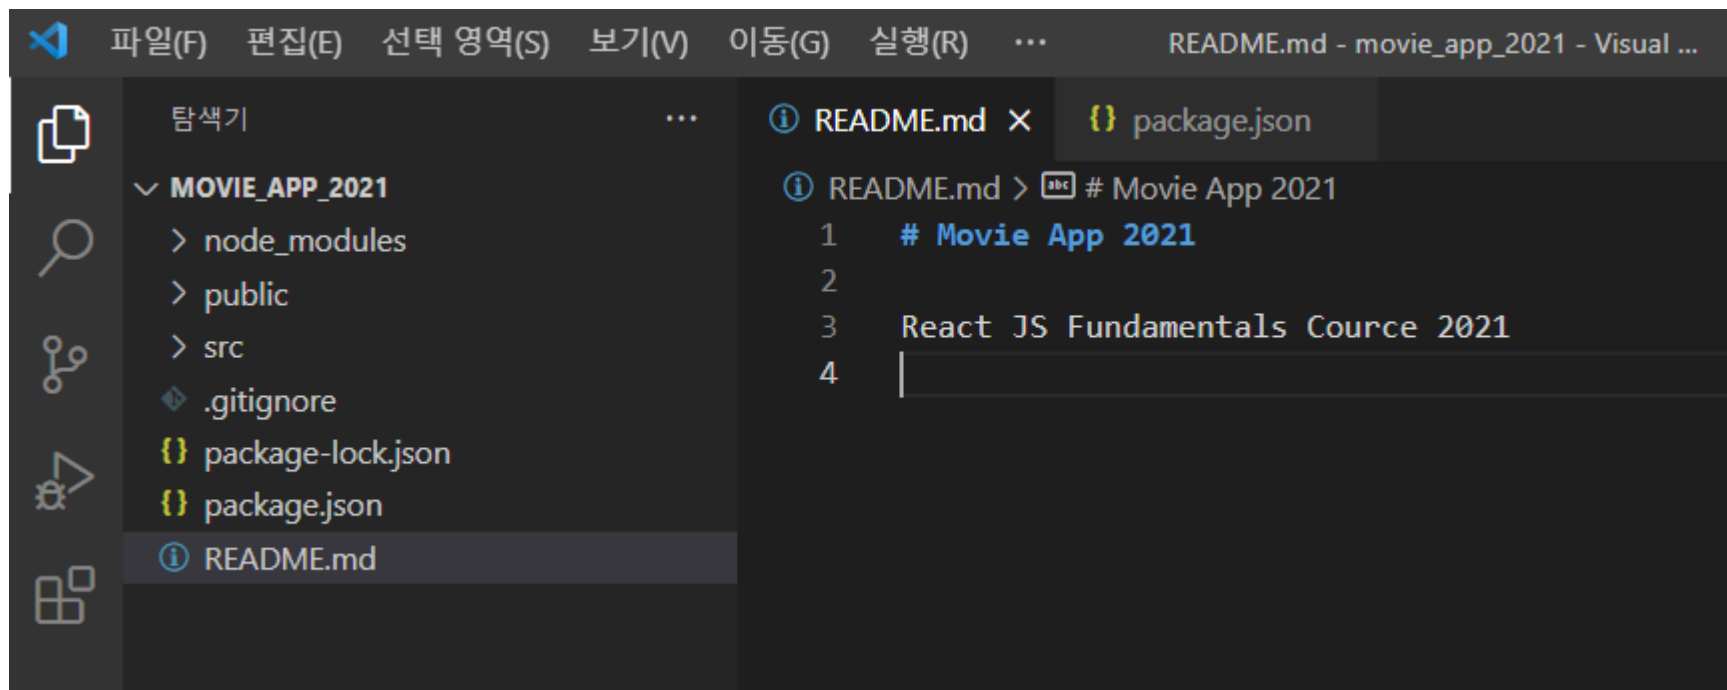 파일(F) 편집(E) 선택 영역(S) 보기(V) 이동(G) 실행(R) ··· README.md - movie_app_2021 - Visual ...
탐색기 ···
MOVIE_APP_2021
node_modules
public
src
.gitignore
{} package-lock.json
{} package.json
README.md
README.md × {} package.json
README.md > abc # Movie App 2021
1 # Movie App 2021
2
3 React JS Fundamentals Cource 2021
4